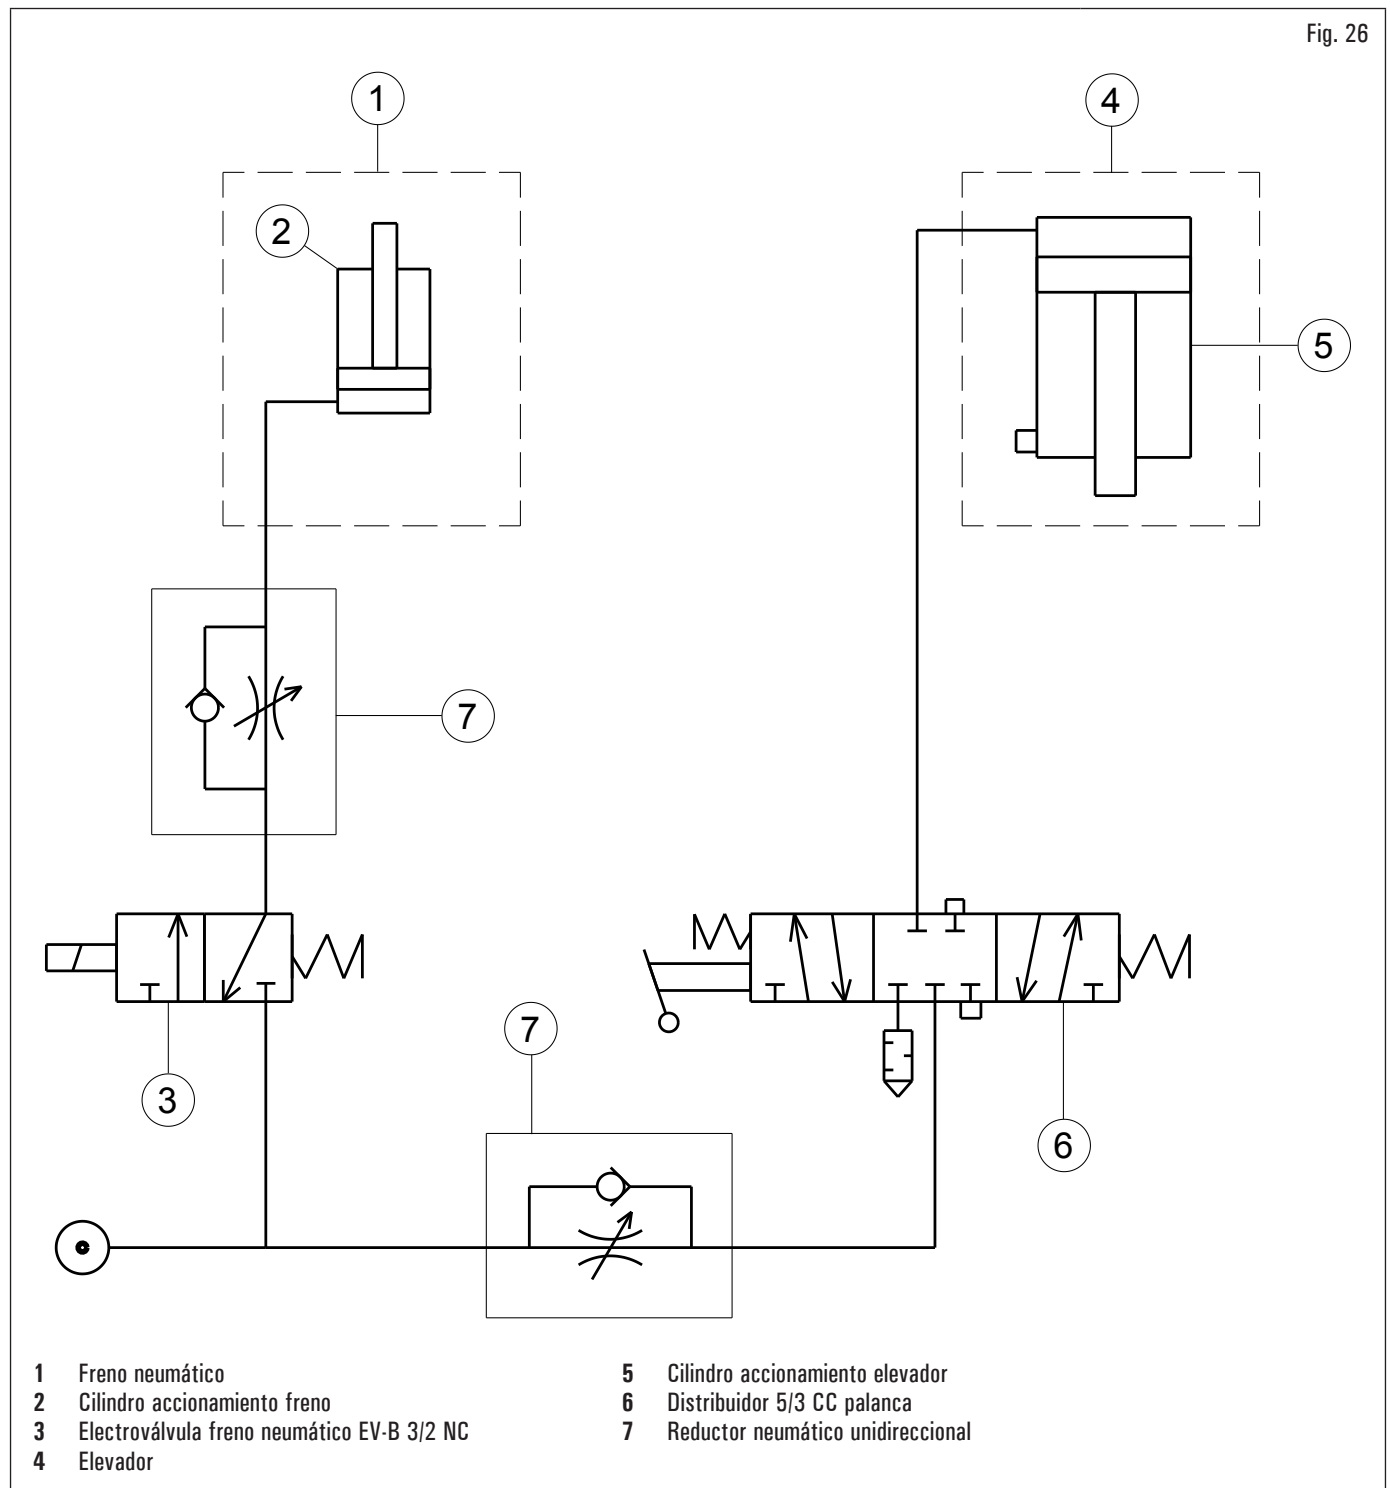 Fig. 26
1
4
2
5
7
7
3
6
1 Freno neumático
2 Cilindro accionamiento freno
3 Electroválvula freno neumático EV-B 3/2 NC
4 Elevador
5 Cilindro accionamiento elevador
6 Distribuidor 5/3 CC palanca
7 Reductor neumático unidireccional